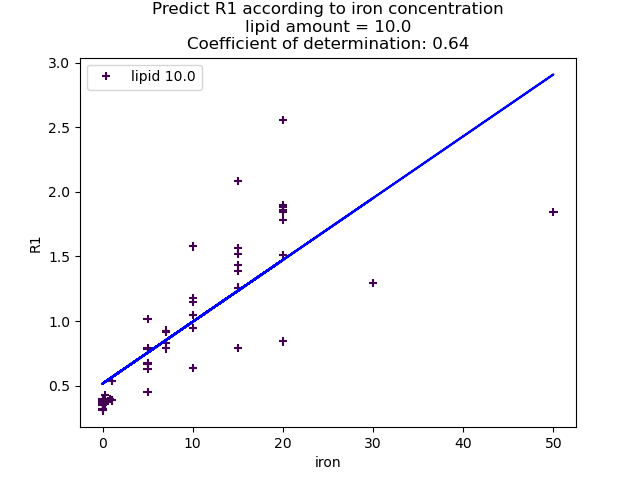 Predict R1 according to iron concentration
lipid amount = 10.0
Coefficient of determination: 0.64
lipid 10.0
3.0
2.5
2.0
1.5
1.0
0.5
R1
0 10 20 30 40 50
iron